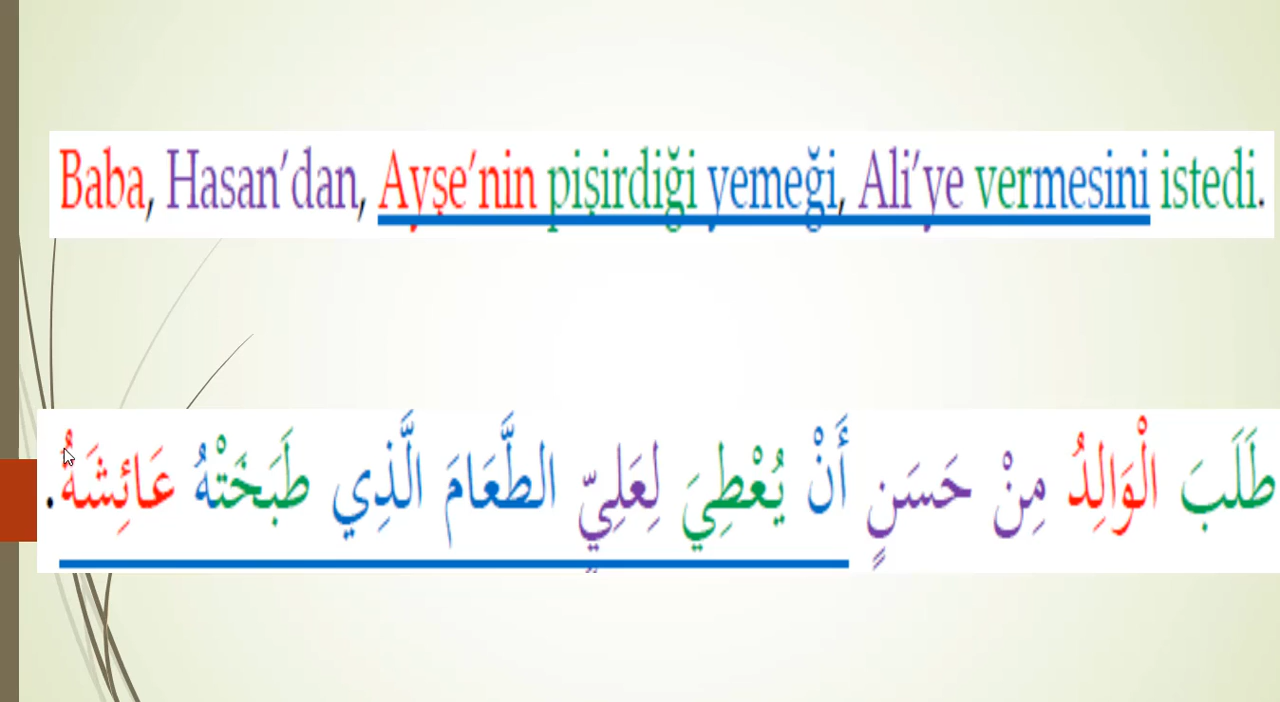 Baba, Hasan'dan, Ayşe'nin pişirdiği yemeği, Ali'ye vermesini istedi.
طَلَبَ الْوَالِدُ مِنْ حَسَنٍ أَنْ يُعْطِيَ لِعَلِيٍّ الطَّعَامَ الَّذِي طَبَخَتْهُ عَائِشَةُ.